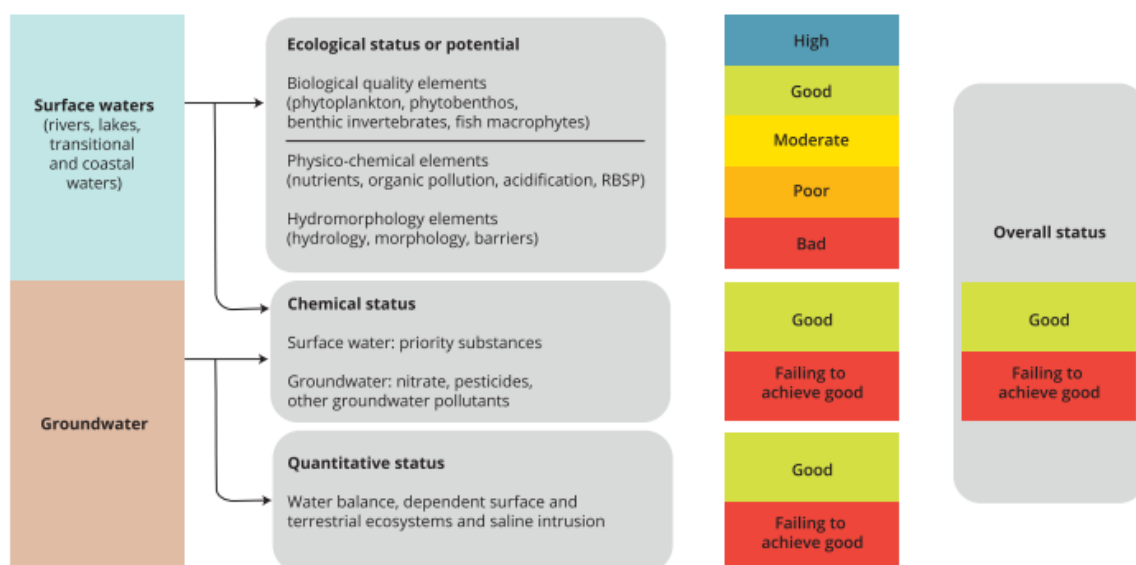 Surface waters
(rivers, lakes,
transitional
and coastal
waters)
Groundwater
Ecological status or potential
Biological quality elements
(phytoplankton, phytobenthos,
benthic invertebrates, fish macrophytes)
Physico-chemical elements
(nutrients, organic pollution, acidification, RBSP)
Hydromorphology elements
(hydrology, morphology, barriers)
Chemical status
Surface water: priority substances
Groundwater: nitrate, pesticides,
other groundwater pollutants
Quantitative status
Water balance, dependent surface and
terrestrial ecosystems and saline intrusion
High
Good
Moderate
Poor
Bad
Good
Failing to
achieve good
Good
Failing to
achieve good
Overall status
Good
Failing to
achieve good